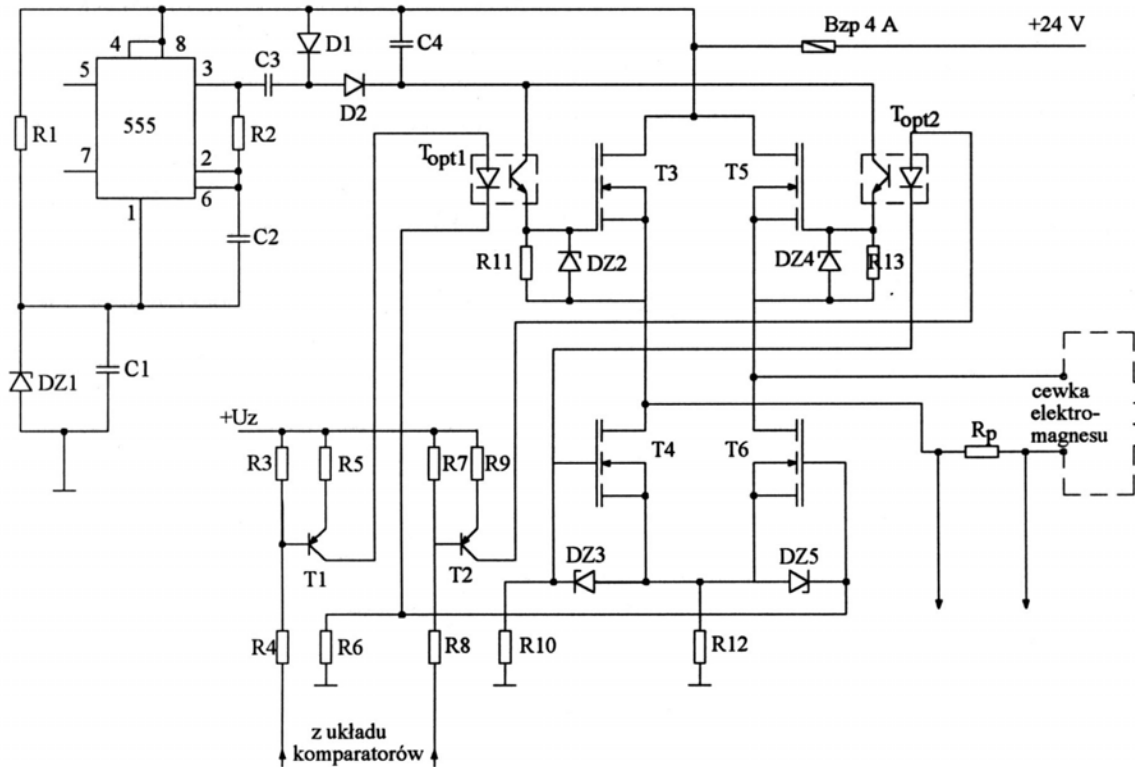 Bzp 4 A
+24 V
4
8
D1
C4
5
3
C3
D2
R1
555
R2
7
2
6
1
C2
Topt1
Topt2
T3
T5
R11
DZ2
DZ4
R13
DZ1
C1
+Uz
cewka
elektro-
magnesu
Rp
R3
R5
R7
R9
T4
T6
T1
T2
DZ3
DZ5
R4
R6
R8
R10
R12
z układu
komparatorów